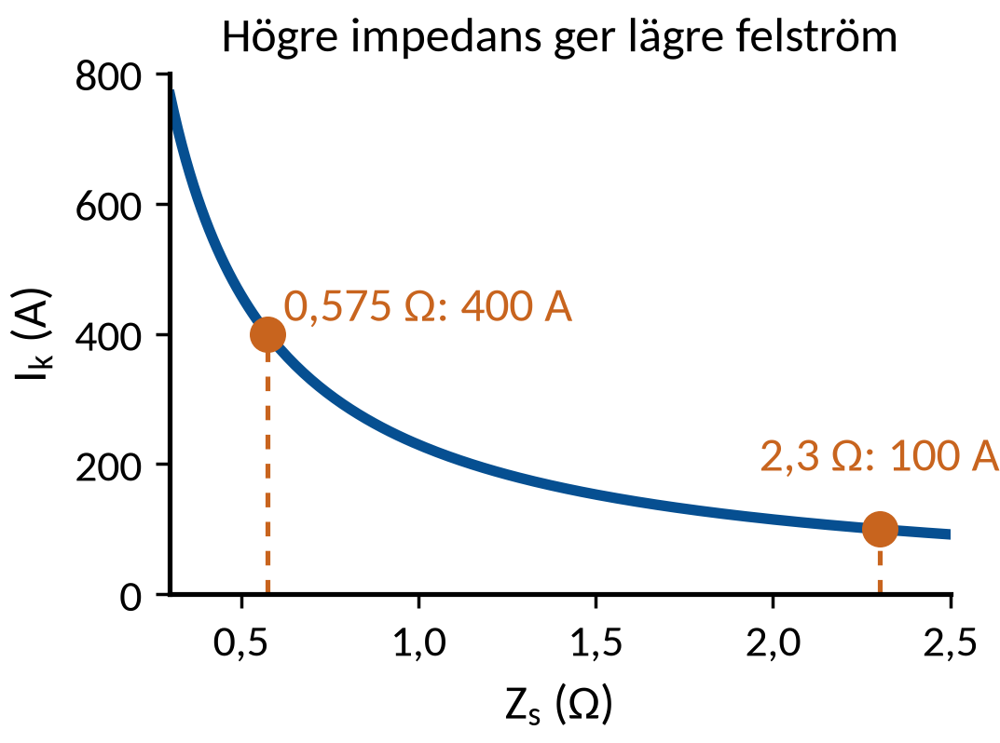 Högre impedans ger lägre felström
800
600
400
200
0
Iₖ (A)
0,575 Ω: 400 A
2,3 Ω: 100 A
0,5
1,0
1,5
2,0
2,5
Zₛ (Ω)